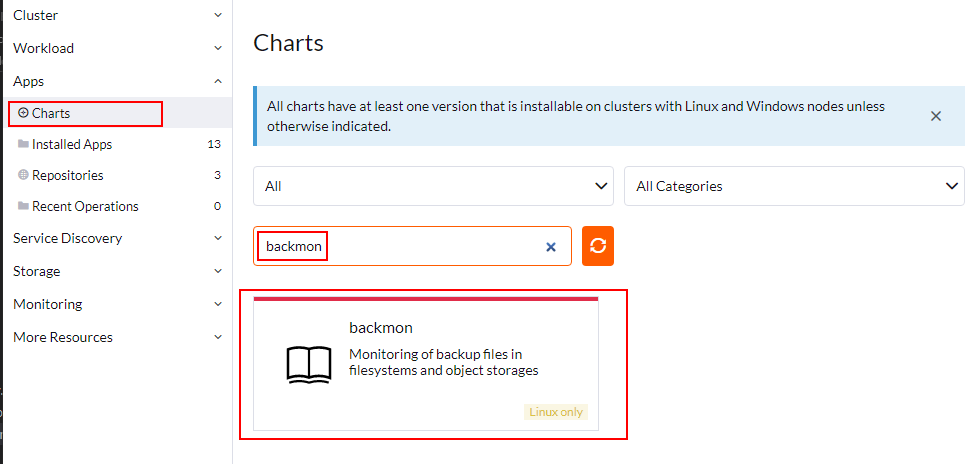 Cluster
Workload
Apps
Charts
Installed Apps 13
Repositories 3
Recent Operations 0
Service Discovery
Storage
Monitoring
More Resources
Charts
All charts have at least one version that is installable on clusters with Linux and Windows nodes unless
otherwise indicated.
All
All Categories
backmon
backmon
Monitoring of backup files in
filesystems and object storages
Linux only